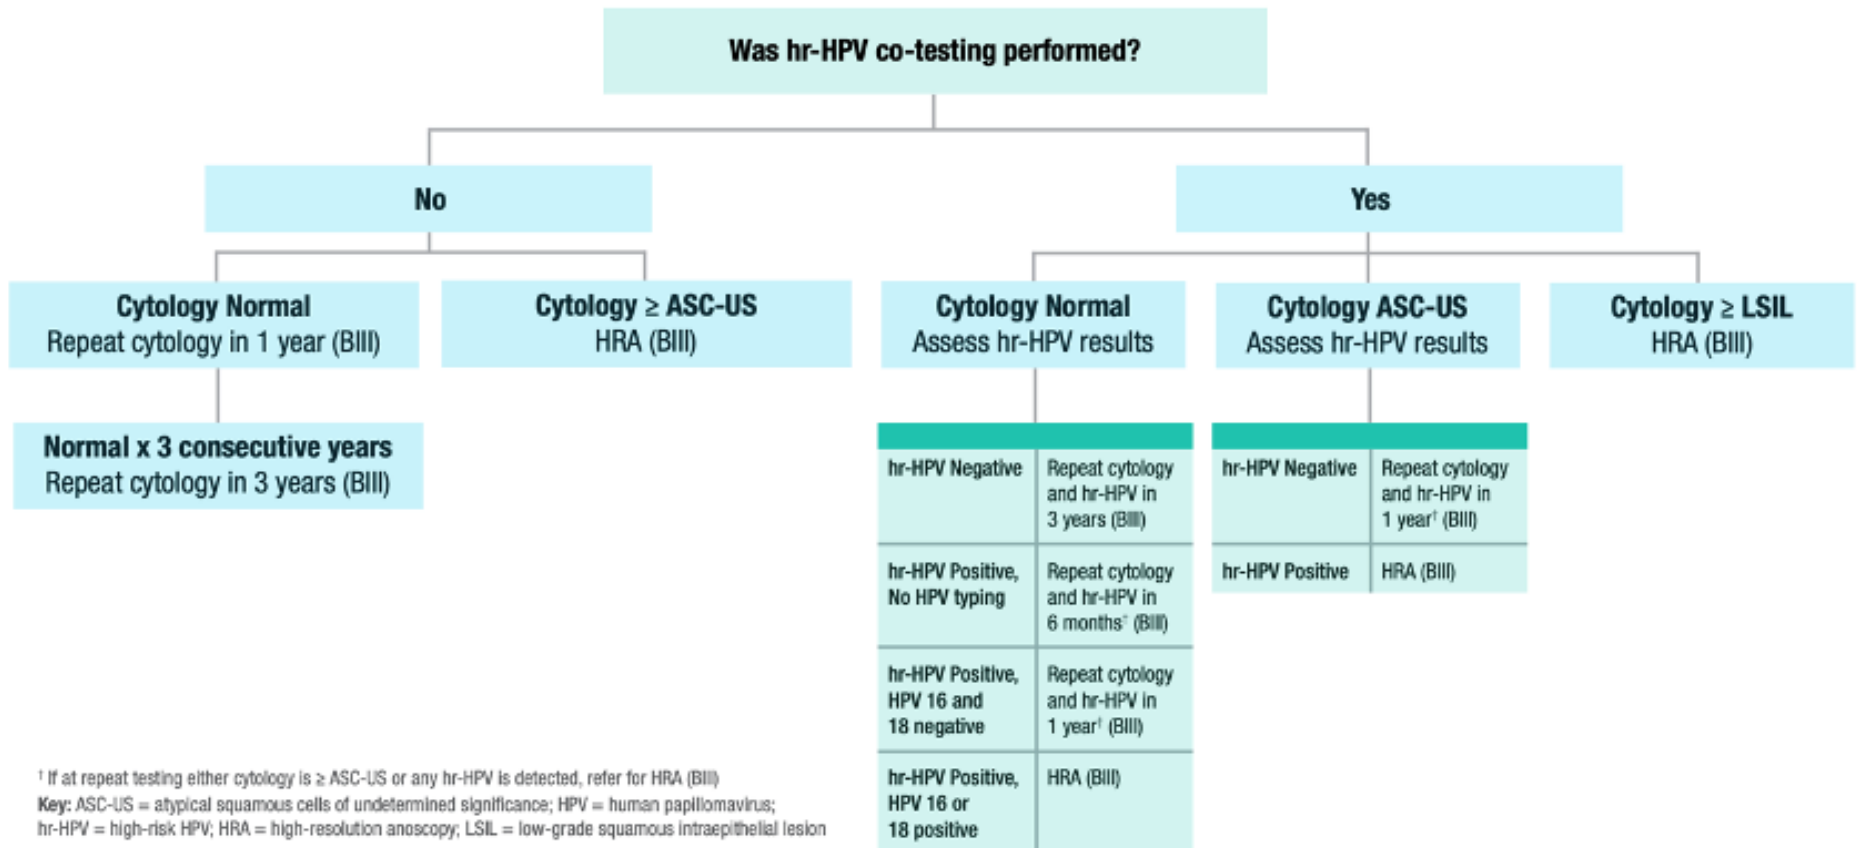 Was hr-HPV co-testing performed?
No
Yes
Cytology Normal
Repeat cytology in 1 year (BIII)
Cytology ≥ ASC-US
HRA (BIII)
Cytology Normal
Assess hr-HPV results
Cytology ASC-US
Assess hr-HPV results
Cytology ≥ LSIL
HRA (BIII)
Normal x 3 consecutive years
Repeat cytology in 3 years (BIII)
hr-HPV Negative
Repeat cytology
and hr-HPV in
3 years (BIII)
hr-HPV Positive,
No HPV typing
Repeat cytology
and hr-HPV in
6 months† (BIII)
hr-HPV Positive,
HPV 16 and
18 negative
Repeat cytology
and hr-HPV in
1 year† (BIII)
hr-HPV Positive,
HPV 16 or
18 positive
HRA (BIII)
hr-HPV Negative
Repeat cytology
and hr-HPV in
1 year† (BIII)
hr-HPV Positive
HRA (BIII)
† If at repeat testing either cytology is ≥ ASC-US or any hr-HPV is detected, refer for HRA (BIII)
Key: ASC-US = atypical squamous cells of undetermined significance; HPV = human papillomavirus;
hr-HPV = high-risk HPV; HRA = high-resolution anoscopy; LSIL = low-grade squamous intraepithelial lesion